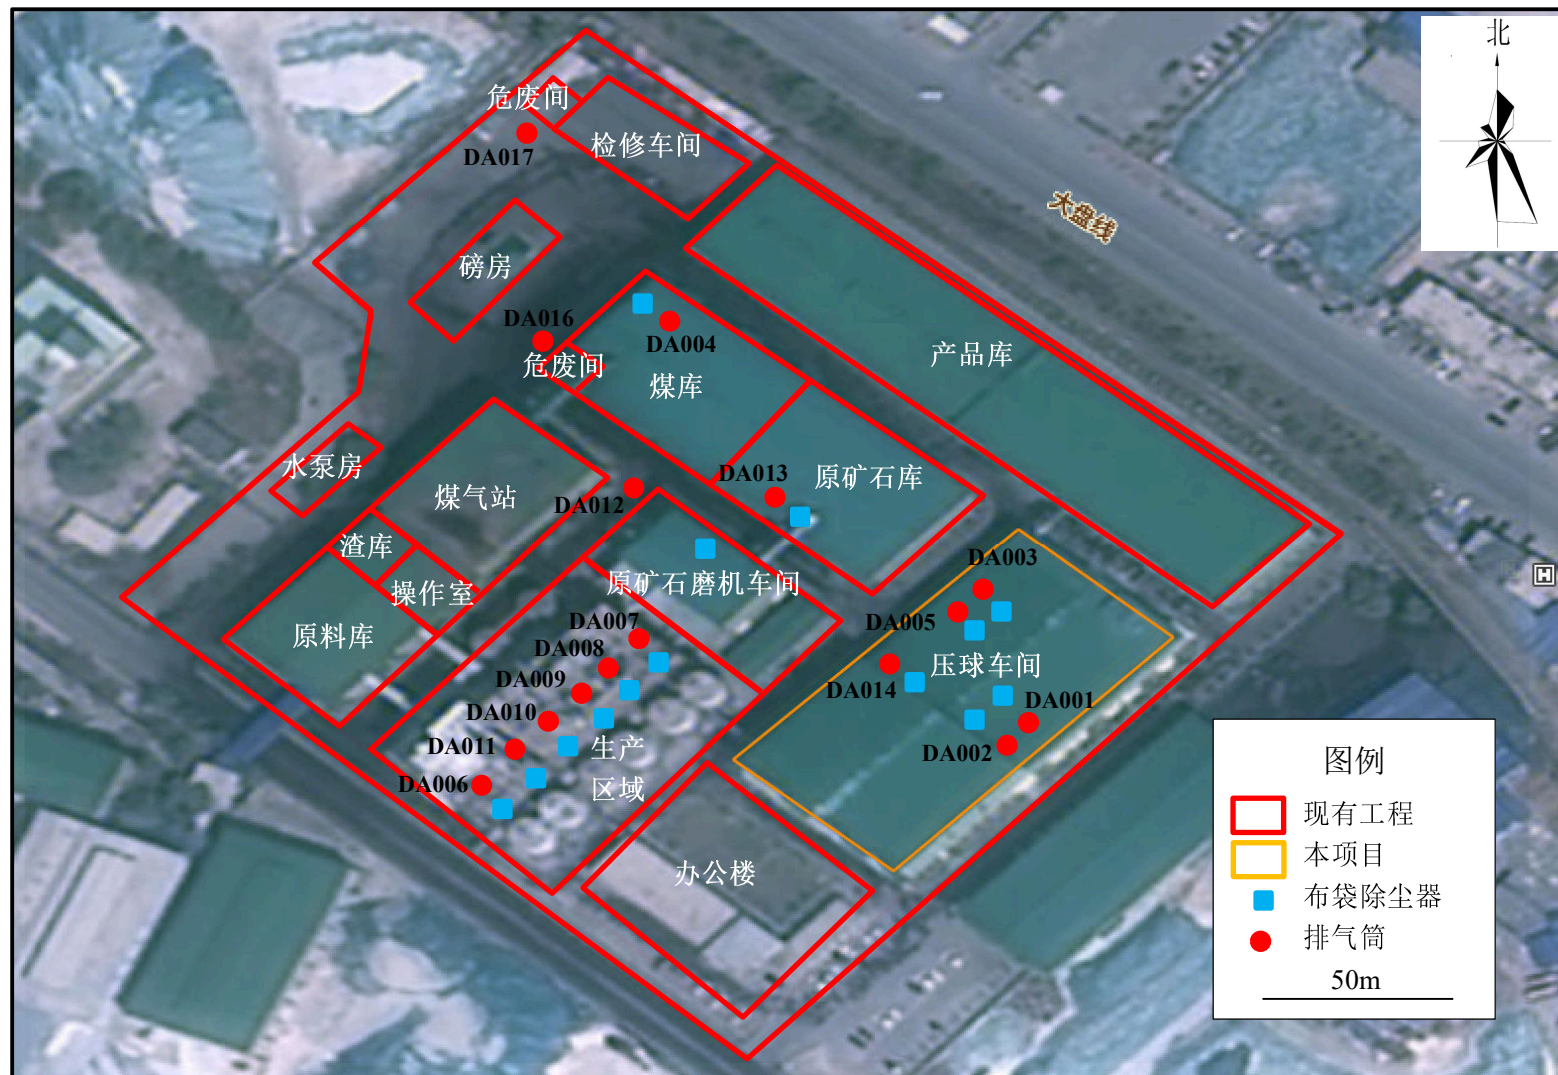 北
危废间
DA017
检修车间
大盘线
磅房
DA016
危废间
DA004
煤库
产品库
水泵房
煤气站
DA012
DA013
原矿石库
渣库
操作室
原料库
原矿石磨机车间
DA003
DA005
压球车间
DA014
DA001
DA002
DA007
DA008
DA009
DA010
DA011
DA006
生产
区域
办公楼
H
图例
现有工程
本项目
布袋除尘器
排气筒
50m